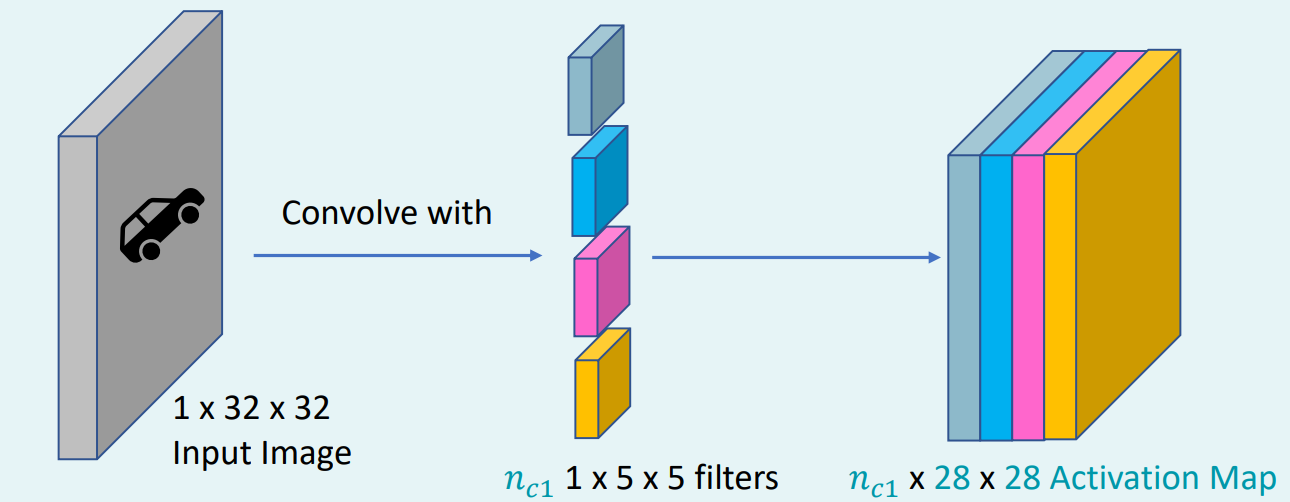 Convolve with
1 x 32 x 32
Input Image
n_{c1} 1 x 5 x 5 filters
n_{c1} x 28 x 28 Activation Map